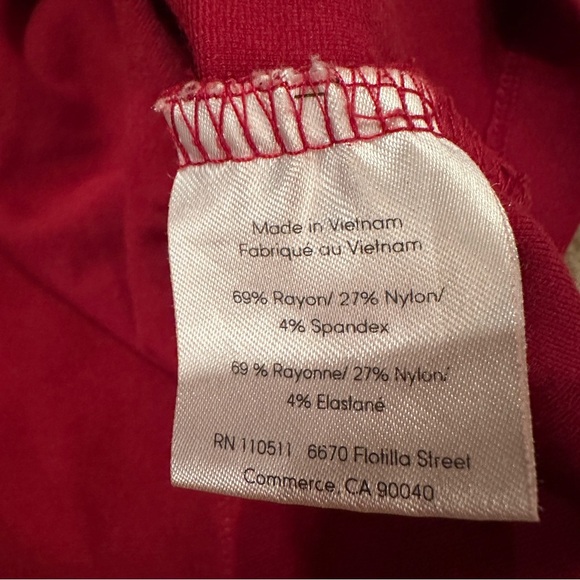 Made in Vietnam
Fabriqué au Vietnam
69% Rayon/ 27% Nylon/
4% Spandex
69 % Rayonne/ 27% Nylon/
4% Elastané
RN 110511 6670 Flotilla Street
Commerce, CA 90040